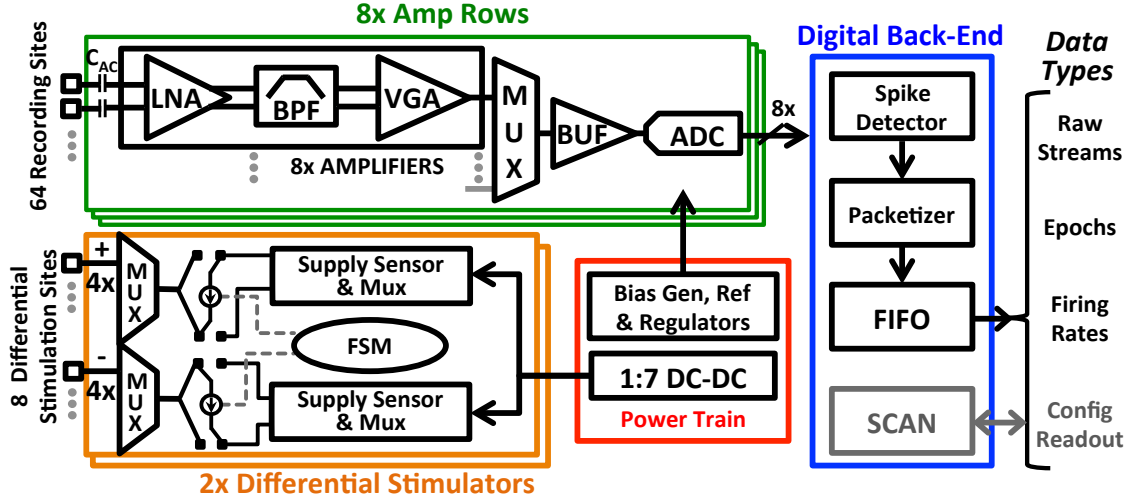 8x Amp Rows
64 Recording Sites
CAC
LNA
BPF
VGA
8x AMPLIFIERS
MUX
BUF
ADC
8x
Digital Back-End
Spike
Detector
Packetizer
FIFO
SCAN
Data
Types
Raw
Streams
Epochs
Firing
Rates
Config
Readout
8 Differential
Stimulation Sites
+
4x
MUX
-
4x
MUX
Supply Sensor
& Mux
FSM
Supply Sensor
& Mux
2x Differential Stimulators
Bias Gen, Ref
& Regulators
1:7 DC-DC
Power Train